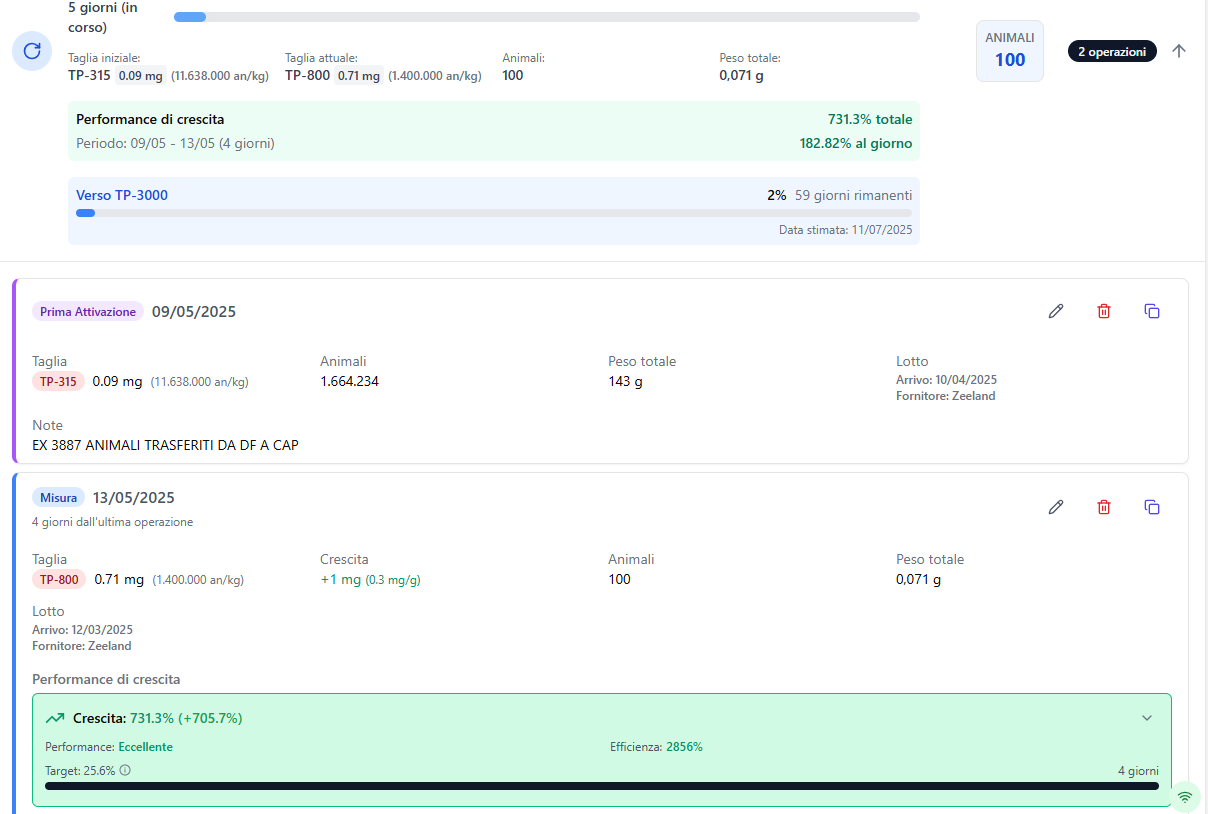 5 giorni (in
corso)
Taglia iniziale:
TP-315 0.09 mg (11.638.000 an/kg)
Taglia attuale:
TP-800 0.71 mg (1.400.000 an/kg)
Animali:
100
Peso totale:
0,071 g
ANIMALI
100
2 operazioni
Performance di crescita
731.3% totale
Periodo: 09/05 - 13/05 (4 giorni)
182.82% al giorno
Verso TP-3000
2% 59 giorni rimanenti
Data stimata: 11/07/2025
Prima Attivazione 09/05/2025
Taglia
TP-315 0.09 mg (11.638.000 an/kg)
Animali
1.664.234
Peso totale
143 g
Lotto
Arrivo: 10/04/2025
Fornitore: Zeeland
Note
EX 3887 ANIMALI TRASFERITI DA DF A CAP
Misura 13/05/2025
4 giorni dall'ultima operazione
Taglia
TP-800 0.71 mg (1.400.000 an/kg)
Crescita
+1 mg (0.3 mg/g)
Animali
100
Peso totale
0,071 g
Lotto
Arrivo: 12/03/2025
Fornitore: Zeeland
Performance di crescita
Crescita: 731.3% (+705.7%)
Performance: Eccellente
Efficienza: 2856%
Target: 25.6%
4 giorni